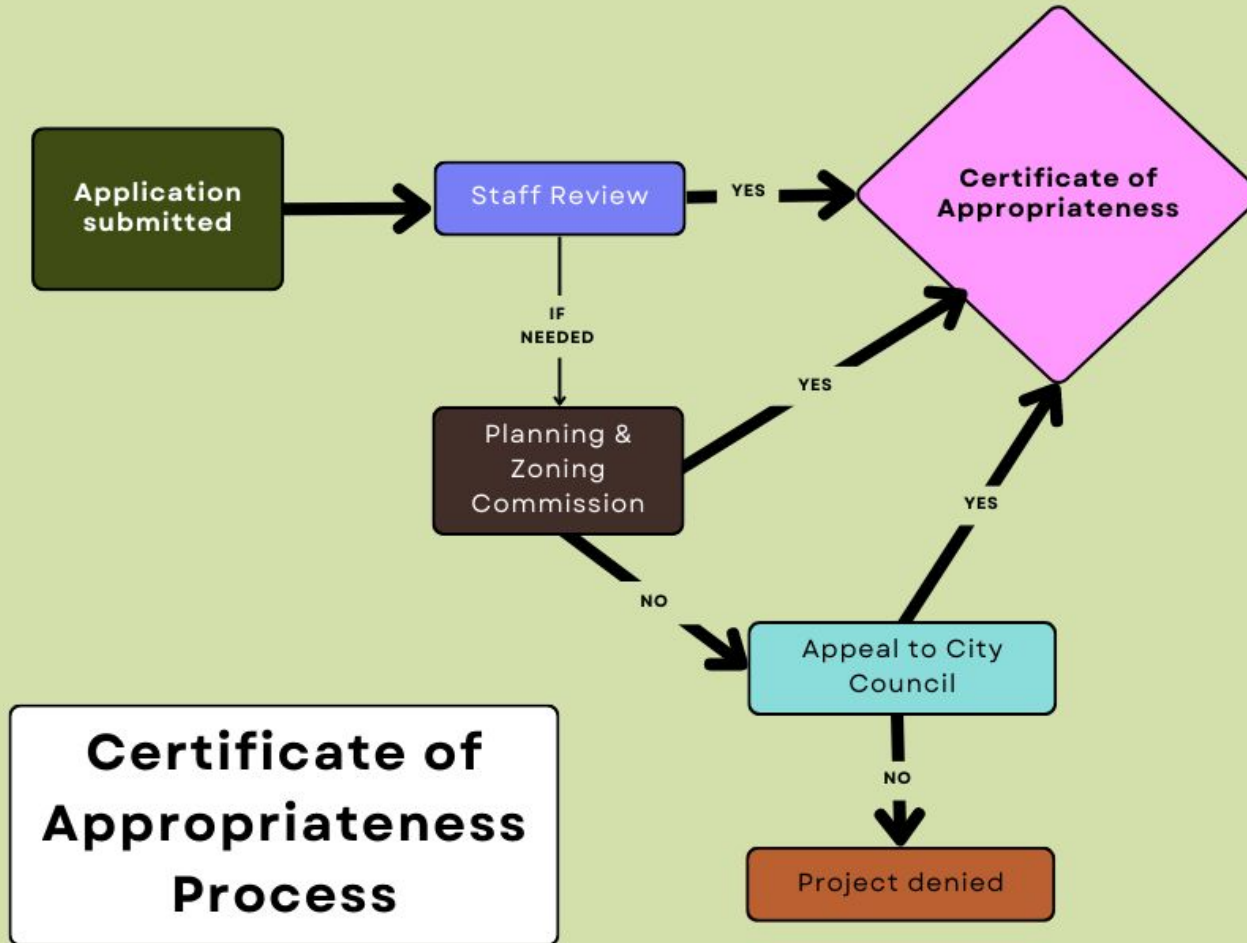 Application
submitted
Staff Review
YES
Certificate of
Appropriateness
IF
NEEDED
YES
Planning &
Zoning
Commission
YES
NO
Appeal to City
Council
NO
Project denied
Certificate of
Appropriateness
Process